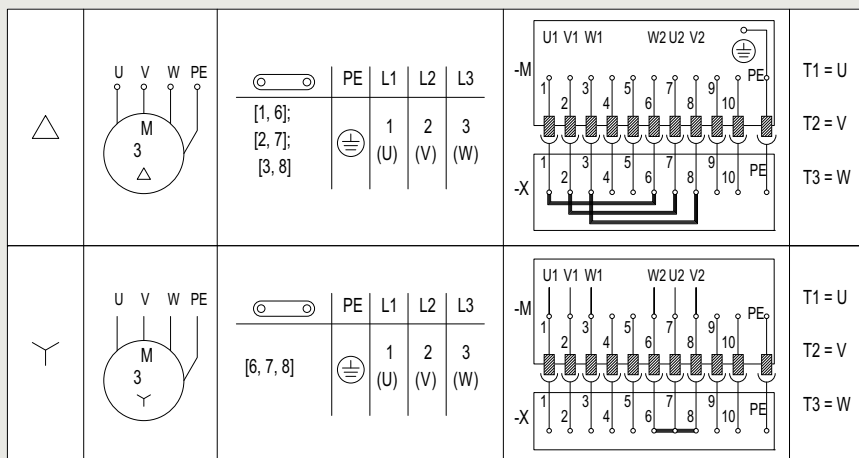 U V W PE
M
3
PE L1 L2 L3
[1, 6];
[2, 7];
[3, 8]
1 2 3
(U) (V) (W)
U1 V1 W1 W2 U2 V2
-M
PE
1 2 3 4 5 6 7 8 9 10
-X
1 2 3 4 5 6 7 8 9 10 PE
T1 = U
T2 = V
T3 = W
U V W PE
M
3
PE L1 L2 L3
[6, 7, 8]
1 2 3
(U) (V) (W)
U1 V1 W1 W2 U2 V2
-M
PE
1 2 3 4 5 6 7 8 9 10
-X
1 2 3 4 5 6 7 8 9 10 PE
T1 = U
T2 = V
T3 = W